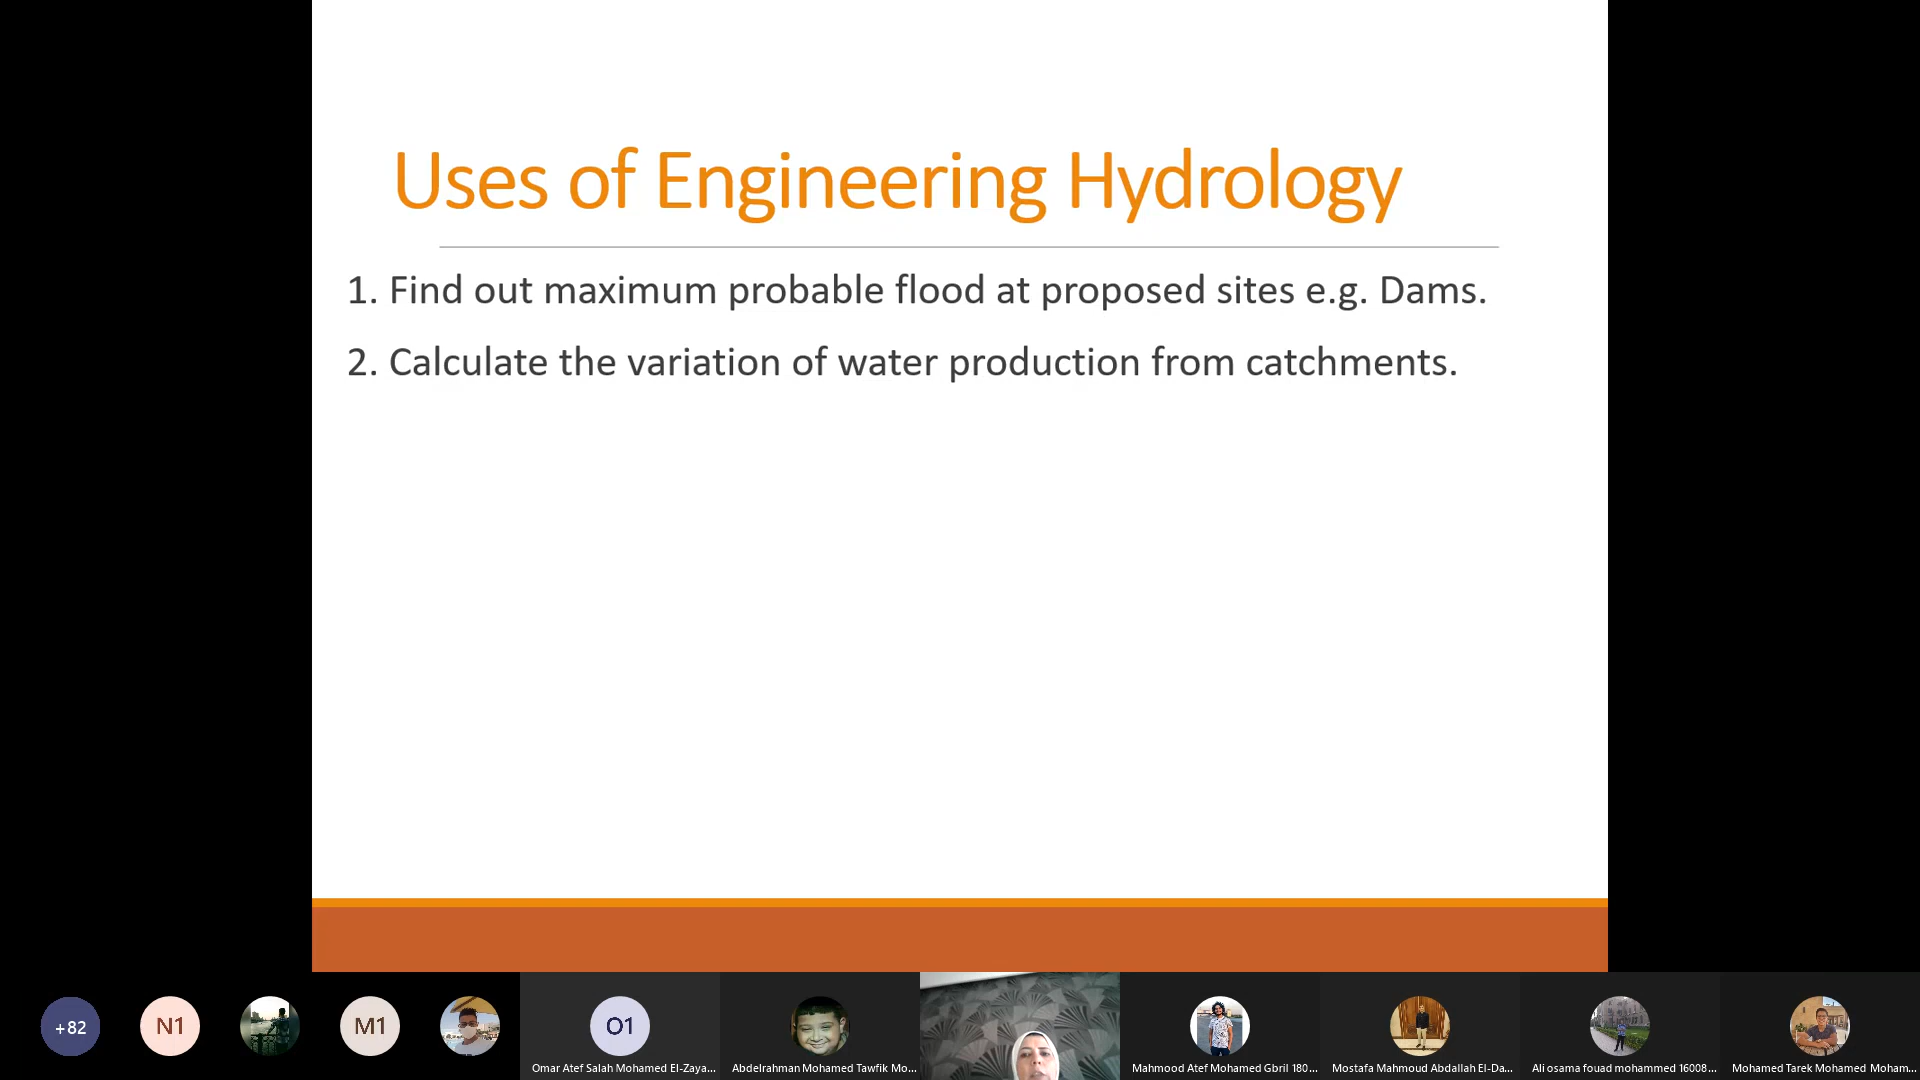 Uses of Engineering Hydrology
1. Find out maximum probable flood at proposed sites e.g. Dams.
2. Calculate the variation of water production from catchments.
+82
N1
M1
O1
Omar Atef Salah Mohamed El-Zaya...
Abdelrahman Mohamed Tawfik Mo...
Mahmood Atef Mohamed Gbril 180...
Mostafa Mahmoud Abdallah El-Da...
Ali osama fouad mohammed 16008...
Mohamed Tarek Mohamed Moham...